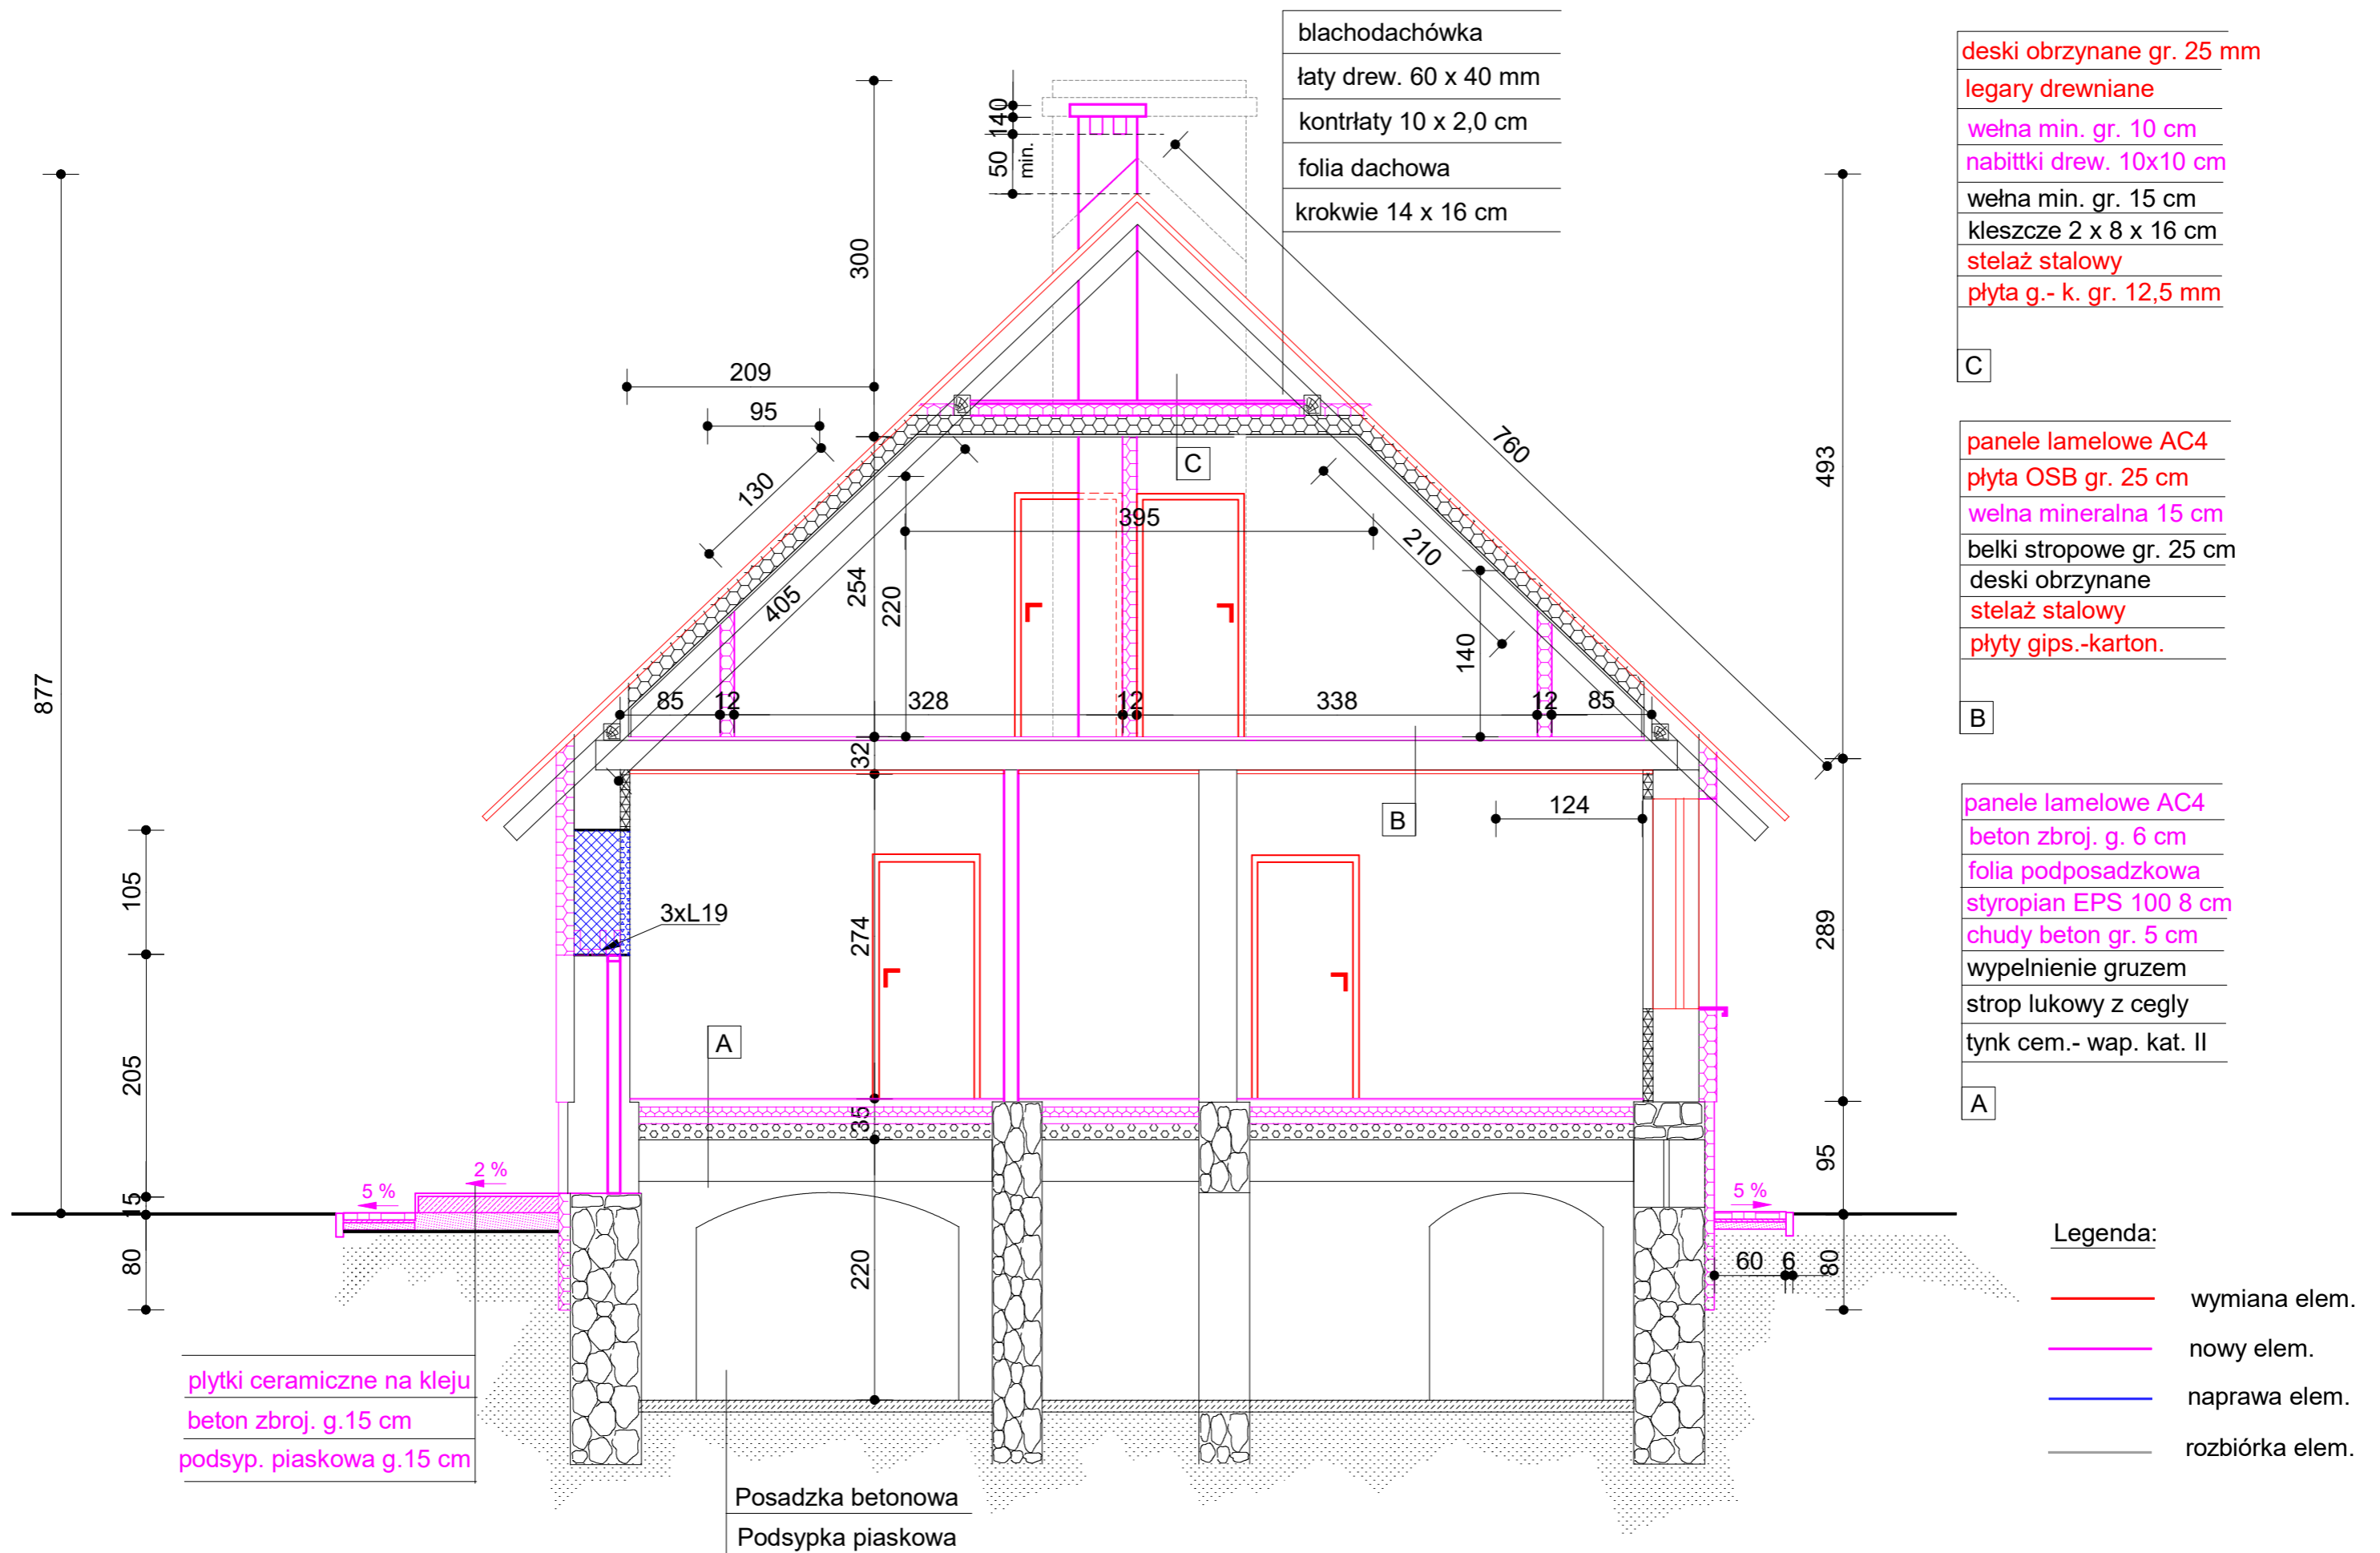 blachodachówka
łaty drew. 60 x 40 mm
kontrłaty 10 x 2,0 cm
folia dachowa
krokwie 14 x 16 cm
deski obrzynane gr. 25 mm
legary drewniane
wełna min. gr. 10 cm
nabittki drew. 10x10 cm
wełna min. gr. 15 cm
kleszcze 2 x 8 x 16 cm
stelaż stalowy
płyta g.- k. gr. 12,5 mm
C
panele lamelowe AC4
płyta OSB gr. 25 cm
welna mineralna 15 cm
belki stropowe gr. 25 cm
deski obrzynane
stelaż stalowy
płyty gips.-karton.
B
panele lamelowe AC4
beton zbroj. g. 6 cm
folia podposadzkowa
styropian EPS 100 8 cm
chudy beton gr. 5 cm
wypelnienie gruzem
strop lukowy z cegly
tynk cem.- wap. kat. II
A
Legenda:
wymiana elem.
nowy elem.
naprawa elem.
rozbiórka elem.
140
50
min.
300
209
95
130
405
254
220
395
C
760
210
140
493
877
85
12
328
12
338
12
85
32
B
124
105
3xL19
274
289
205
A
35
95
2 %
5 %
15
80
220
5 %
60
6
80
plytki ceramiczne na kleju
beton zbroj. g.15 cm
podsyp. piaskowa g.15 cm
Posadzka betonowa
Podsypka piaskowa